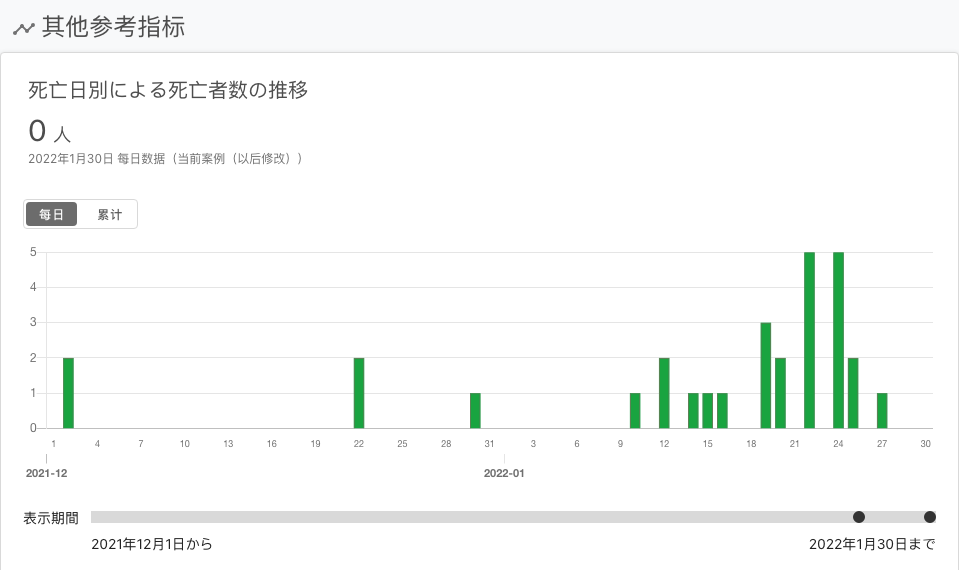 其他参考指标
死亡日別による死亡者数の推移
0 人
2022年1月30日 每日数据（当前案例（以后修改））
每日 累计
5
4
3
2
1
0
1 4 7 10 13 16 19 22 25 28 31 3 6 9 12 15 18 21 24 27 30
2021-12 2022-01
表示期間
2021年12月1日から 2022年1月30日まで